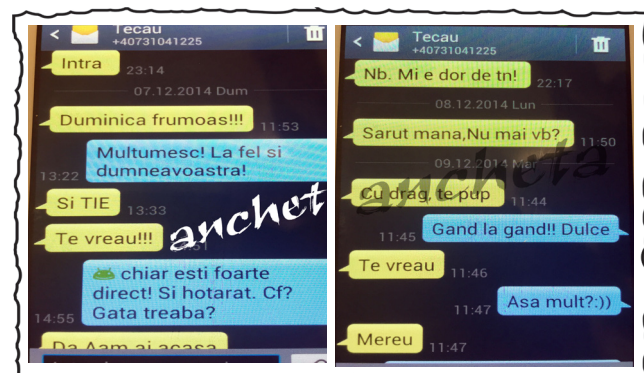 Tecau
+40731041225
Intra
23:14
07.12.2014 Dum
Duminica frumoas!!!
11:53
Multumesc! La fel si
dumneavoastra!
13:22
Si TIE
13:33
Te vreau!!!
anchet
chiar esti foarte
direct! Si hotarat. Cf?
Gata treaba?
14:55
Da Aam ai acasa
Tecau
+40731041225
Nb. Mi e dor de tn!
22:17
08.12.2014 Lun
Sarut mana,Nu mai vb?
11:50
09.12.2014 Mar
ancheta
Cu drag, te pup
11:44
11:45
Gand la gand!! Dulce
Te vreau
11:46
11:47
Asa mult?:))
Mereu
11:47